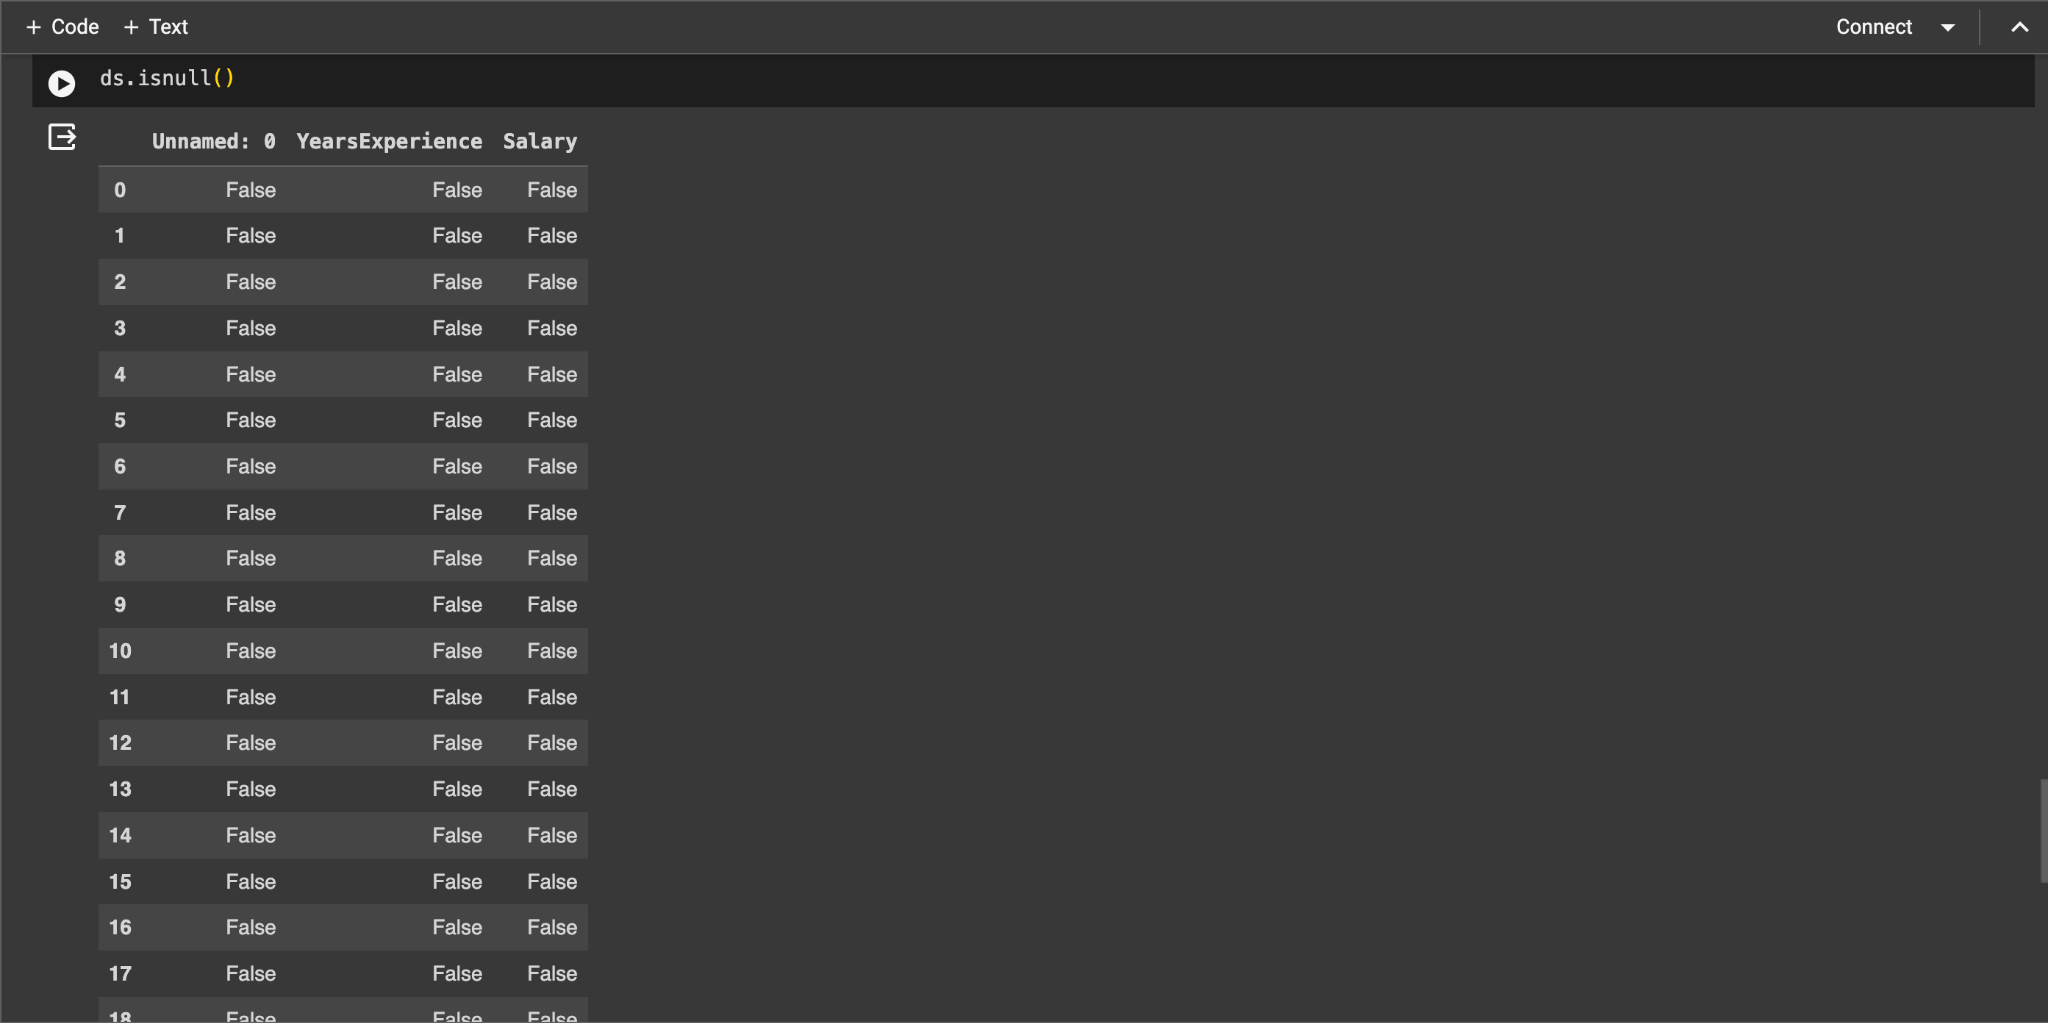 + Code + Text Connect
ds.isnull()
Unnamed: 0 YearsExperience Salary
0 False False False
1 False False False
2 False False False
3 False False False
4 False False False
5 False False False
6 False False False
7 False False False
8 False False False
9 False False False
10 False False False
11 False False False
12 False False False
13 False False False
14 False False False
15 False False False
16 False False False
17 False False False
18 False False False